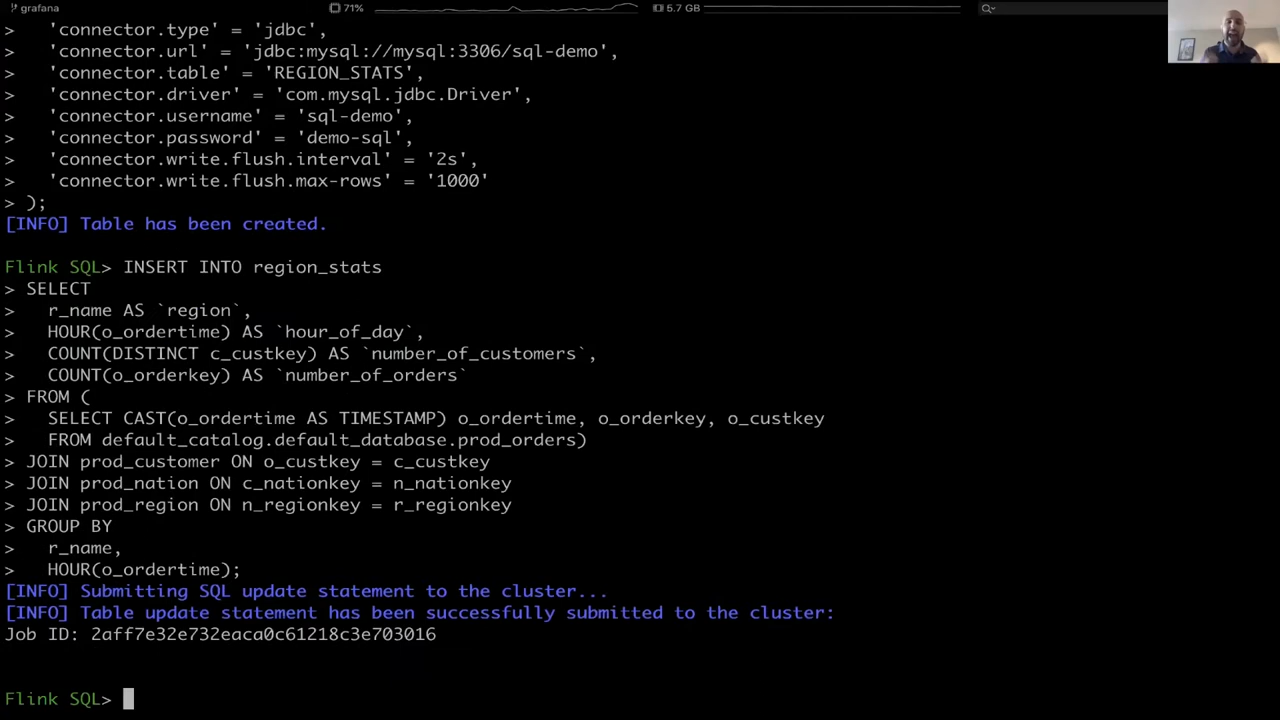 grafana
71%
5.7 GB
>   'connector.type' = 'jdbc',
>   'connector.url' = 'jdbc:mysql://mysql:3306/sql-demo',
>   'connector.table' = 'REGION_STATS',
>   'connector.driver' = 'com.mysql.jdbc.Driver',
>   'connector.username' = 'sql-demo',
>   'connector.password' = 'demo-sql',
>   'connector.write.flush.interval' = '2s',
>   'connector.write.flush.max-rows' = '1000'
> );
[INFO] Table has been created.
Flink SQL> INSERT INTO region_stats
> SELECT
>   r_name AS `region`,
>   HOUR(o_ordertime) AS `hour_of_day`,
>   COUNT(DISTINCT c_custkey) AS `number_of_customers`,
>   COUNT(o_orderkey) AS `number_of_orders`
> FROM (
>   SELECT CAST(o_ordertime AS TIMESTAMP) o_ordertime, o_orderkey, o_custkey
>   FROM default_catalog.default_database.prod_orders)
> JOIN prod_customer ON o_custkey = c_custkey
> JOIN prod_nation ON c_nationkey = n_nationkey
> JOIN prod_region ON n_regionkey = r_regionkey
> GROUP BY
>   r_name,
>   HOUR(o_ordertime);
[INFO] Submitting SQL update statement to the cluster...
[INFO] Table update statement has been successfully submitted to the cluster:
Job ID: 2aff7e32e732eaca0c61218c3e703016
Flink SQL>